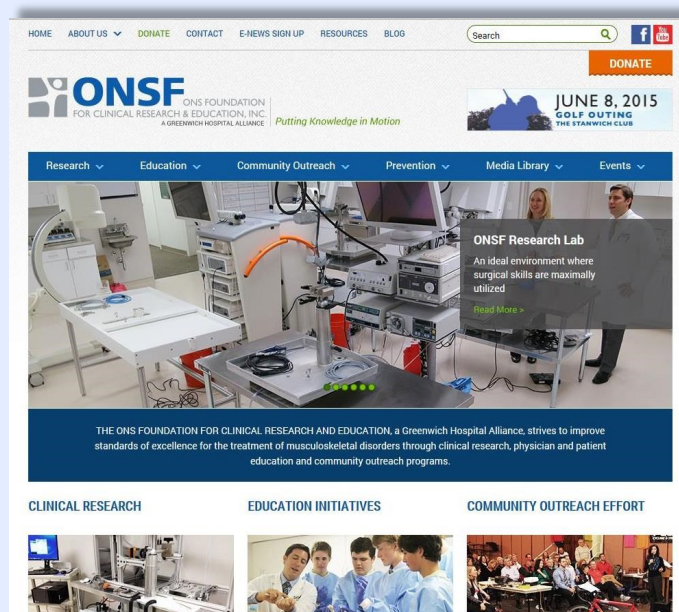 HOME ABOUT US DONATE CONTACT E-NEWS SIGN UP RESOURCES BLOG
Search
f You Tube
DONATE
ONSF
ONS FOUNDATION
FOR CLINICAL RESEARCH & EDUCATION, INC.
A GREENWICH HOSPITAL ALLIANCE
Putting Knowledge in Motion
JUNE 8, 2015
GOLF OUTING
THE STANWICH CLUB
Research Education Community Outreach Prevention Media Library Events
ONSF Research Lab
An ideal environment where
surgical skills are maximally
utilized
Read More >
THE ONS FOUNDATION FOR CLINICAL RESEARCH AND EDUCATION, a Greenwich Hospital Alliance, strives to improve
standards of excellence for the treatment of musculoskeletal disorders through clinical research, physician and patient
education and community outreach programs.
CLINICAL RESEARCH
EDUCATION INITIATIVES
COMMUNITY OUTREACH EFFORT